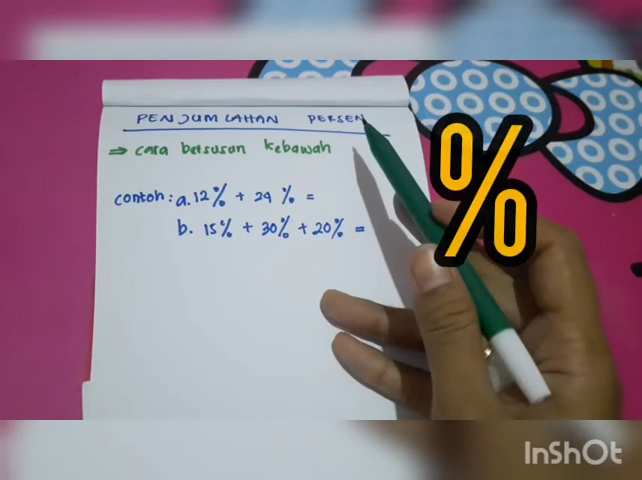 PENJUMLAHAN PERSEN
⇒ cara bersusun kebawah
contoh : a. 12% + 24 % =
b. 15% + 30% + 20% =
%
InShOt